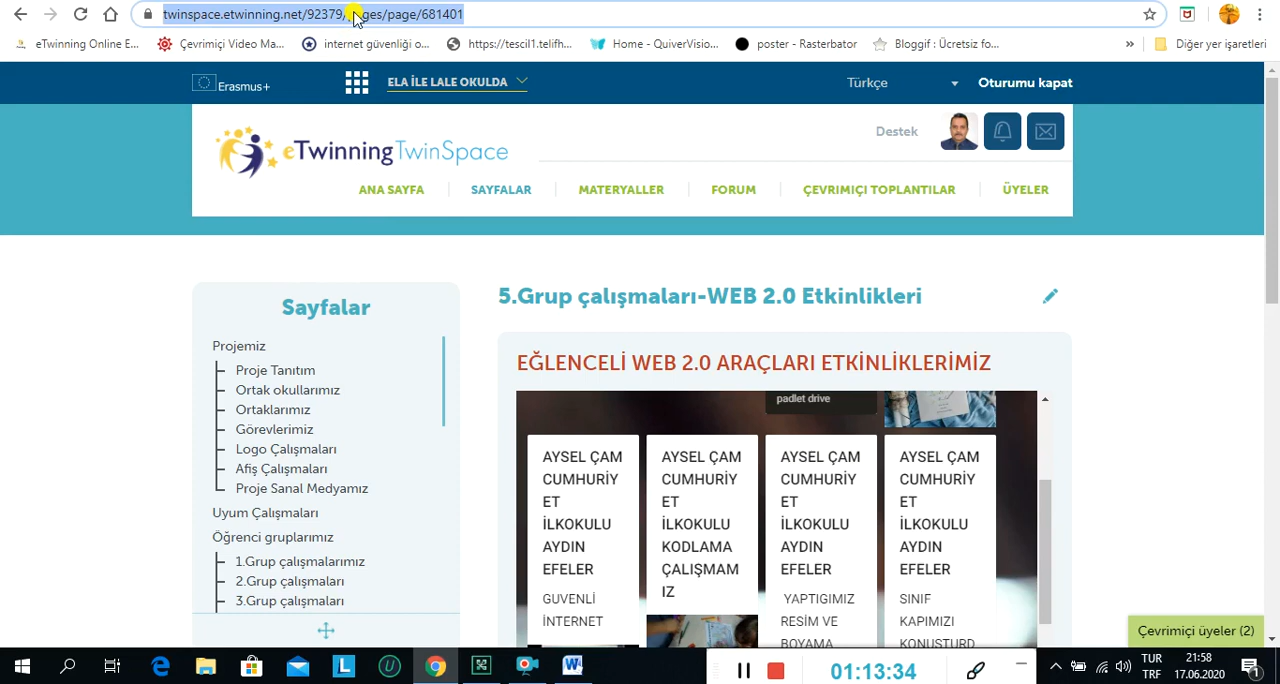 twinspace.etwinning.net/92379/pages/page/681401
eTwinning Online E...
Çevrimiçi Video Ma...
internet güvenliği o...
https://tescil1.telifh...
Home - QuiverVisio...
poster - Rasterbator
Bloggif : Ücretsiz fo...
»
Diğer yer işaretleri
Erasmus+
ELA İLE LALE OKULDA
Türkçe
Oturumu kapat
eTwinningTwinSpace
Destek
ANA SAYFA
SAYFALAR
MATERYALLER
FORUM
ÇEVRİMİÇİ TOPLANTILAR
ÜYELER
Sayfalar
Projemiz
Proje Tanıtım
Ortak okullarımız
Ortaklarımız
Görevlerimiz
Logo Çalışmaları
Afiş Çalışmaları
Proje Sanal Medyamız
Uyum Çalışmaları
Öğrenci gruplarımız
1.Grup çalışmalarımız
2.Grup çalışmaları
3.Grup çalışmaları
5.Grup çalışmaları-WEB 2.0 Etkinlikleri
EĞLENCELİ WEB 2.0 ARAÇLARI ETKİNLİKLERİMİZ
padlet drive
AYSEL ÇAM
CUMHURİY
ET
İLKOKULU
AYDIN
EFELER
GUVENLİ
İNTERNET
AYSEL ÇAM
CUMHURİY
ET
İLKOKULU
KODLAMA
ÇALIŞMAM
IZ
AYSEL ÇAM
CUMHURİY
ET
İLKOKULU
AYDIN
EFELER
YAPTIGIMIZ
RESİM VE
BOYAMA
AYSEL ÇAM
CUMHURİY
ET
İLKOKULU
AYDIN
EFELER
SINIF
KAPIMIZI
KONUSTURD
Çevrimiçi üyeler (2)
01:13:34
TUR
TRF
21:58
17.06.2020
1